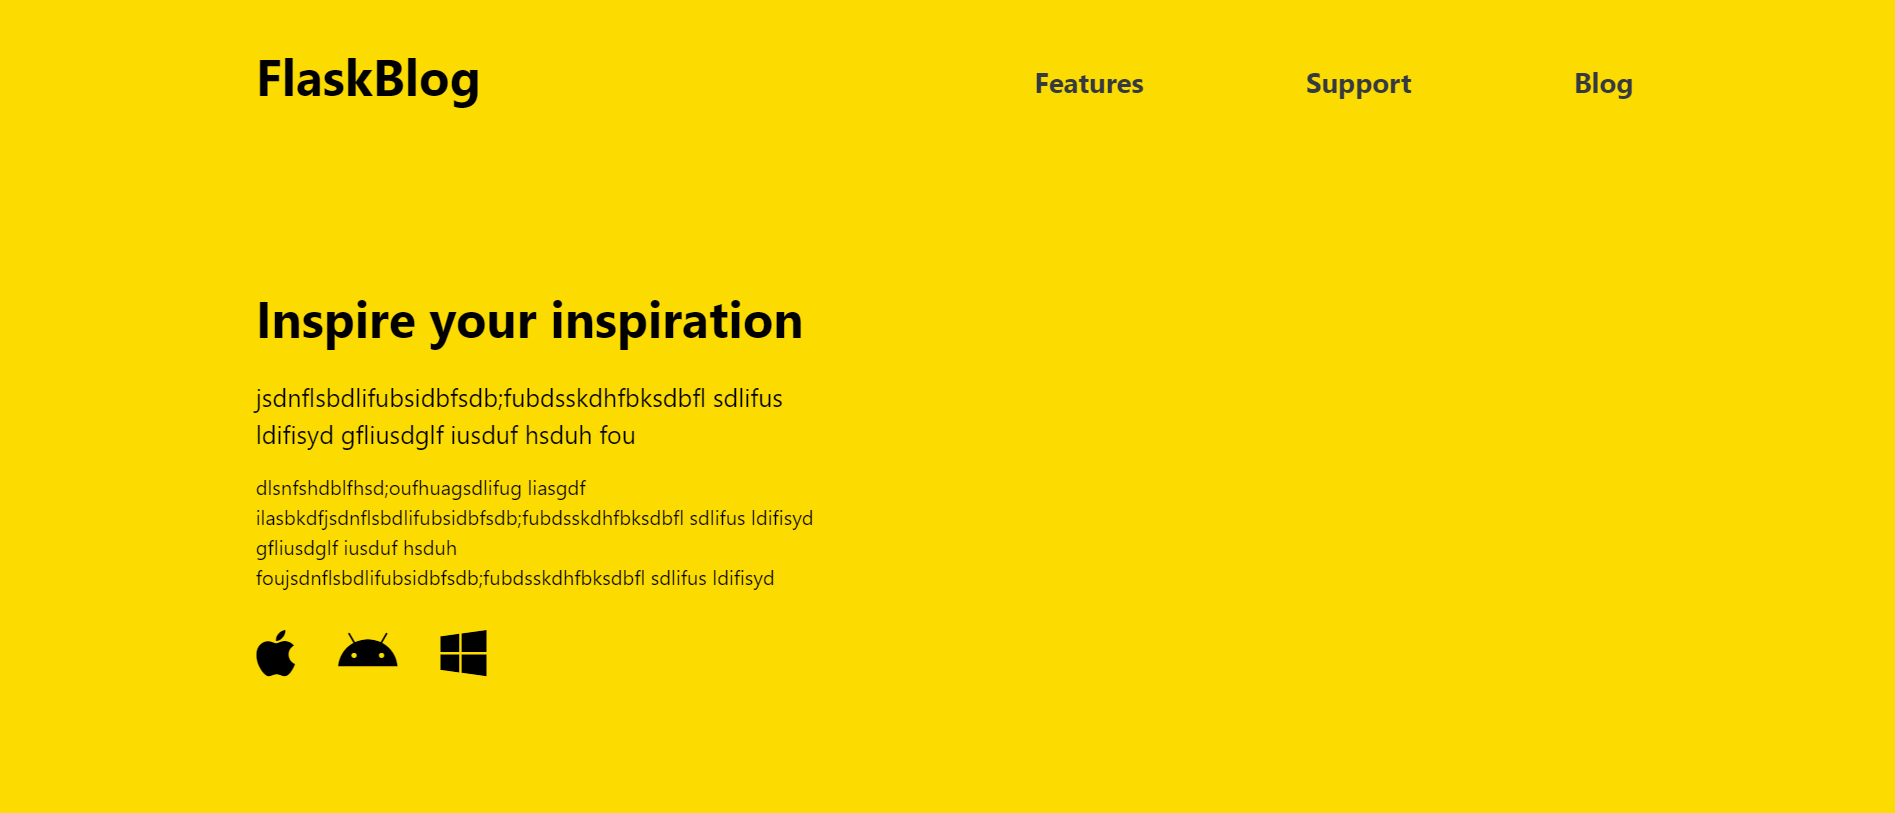 FlaskBlog
Features
Support
Blog
Inspire your inspiration
jsdnflsbdlifubsidbfsdb;fubdsskdhfbksdbfl sdlifus
ldifisyd gfliusdglf iusduf hsduh fou
dlsnfshdblfhsd;oufhuagsdlifug liasgdf
ilasbkdfjsdnflsbdlifubsidbfsdb;fubdsskdhfbksdbfl sdlifus ldifisyd
gfliusdglf iusduf hsduh
foujsdnflsbdlifubsidbfsdb;fubdsskdhfbksdbfl sdlifus ldifisyd